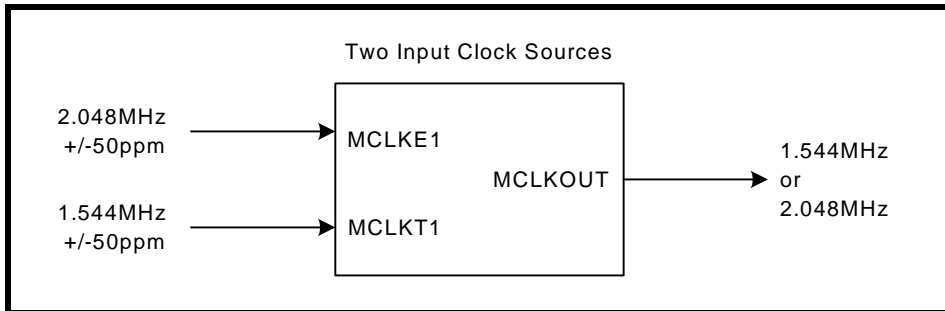 Two Input Clock Sources
2.048MHz
+/-50ppm
MCLKE1
1.544MHz
+/-50ppm
MCLKT1
MCLKOUT
1.544MHz
or
2.048MHz